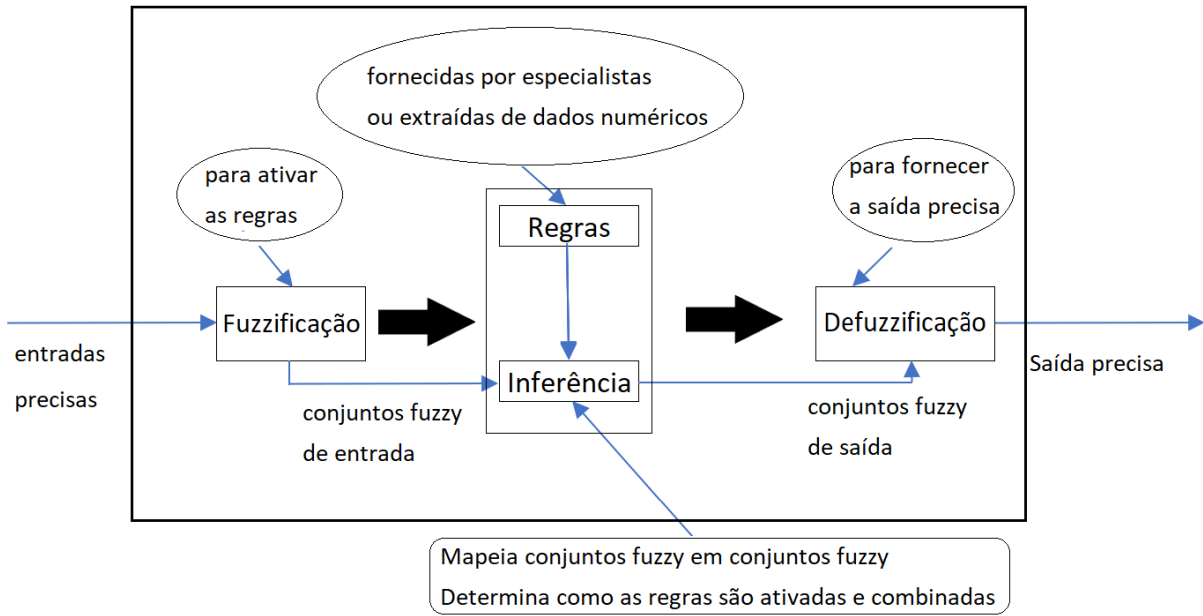 fornecidas por especialistas
ou extraídas de dados numéricos
para ativar
as regras
para fornecer
a saída precisa
Regras
Fuzzificação
Defuzzificação
entradas
precisas
Inferência
Saída precisa
conjuntos fuzzy
de entrada
conjuntos fuzzy
de saída
Mapeia conjuntos fuzzy em conjuntos fuzzy
Determina como as regras são ativadas e combinadas